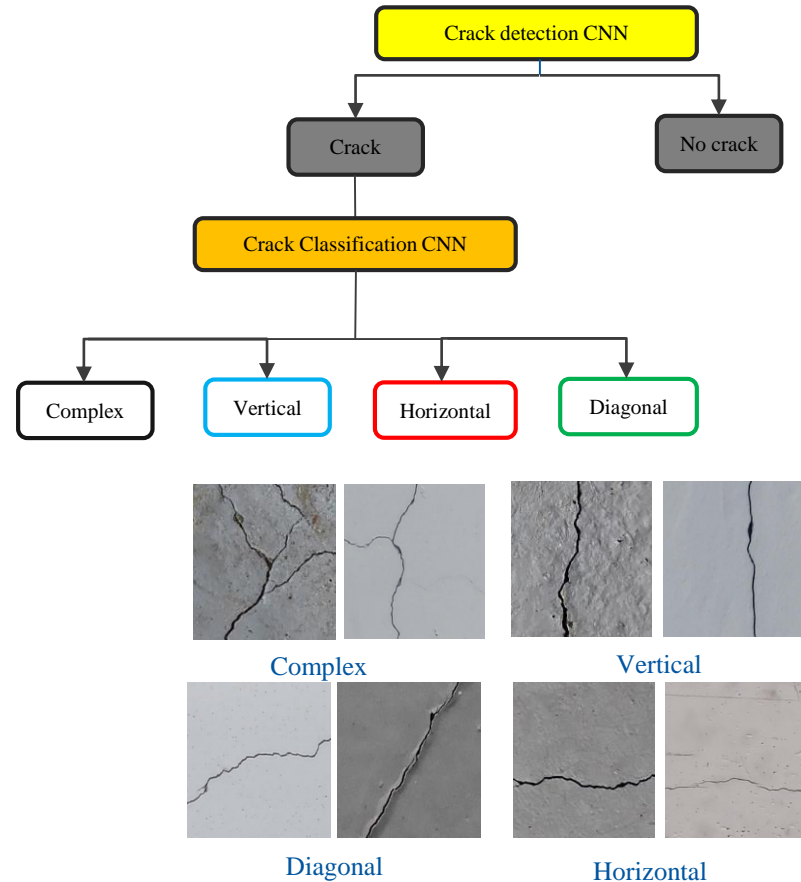 Crack detection CNN
Crack
No crack
Crack Classification CNN
Complex
Vertical
Horizontal
Diagonal
Complex
Vertical
Diagonal
Horizontal